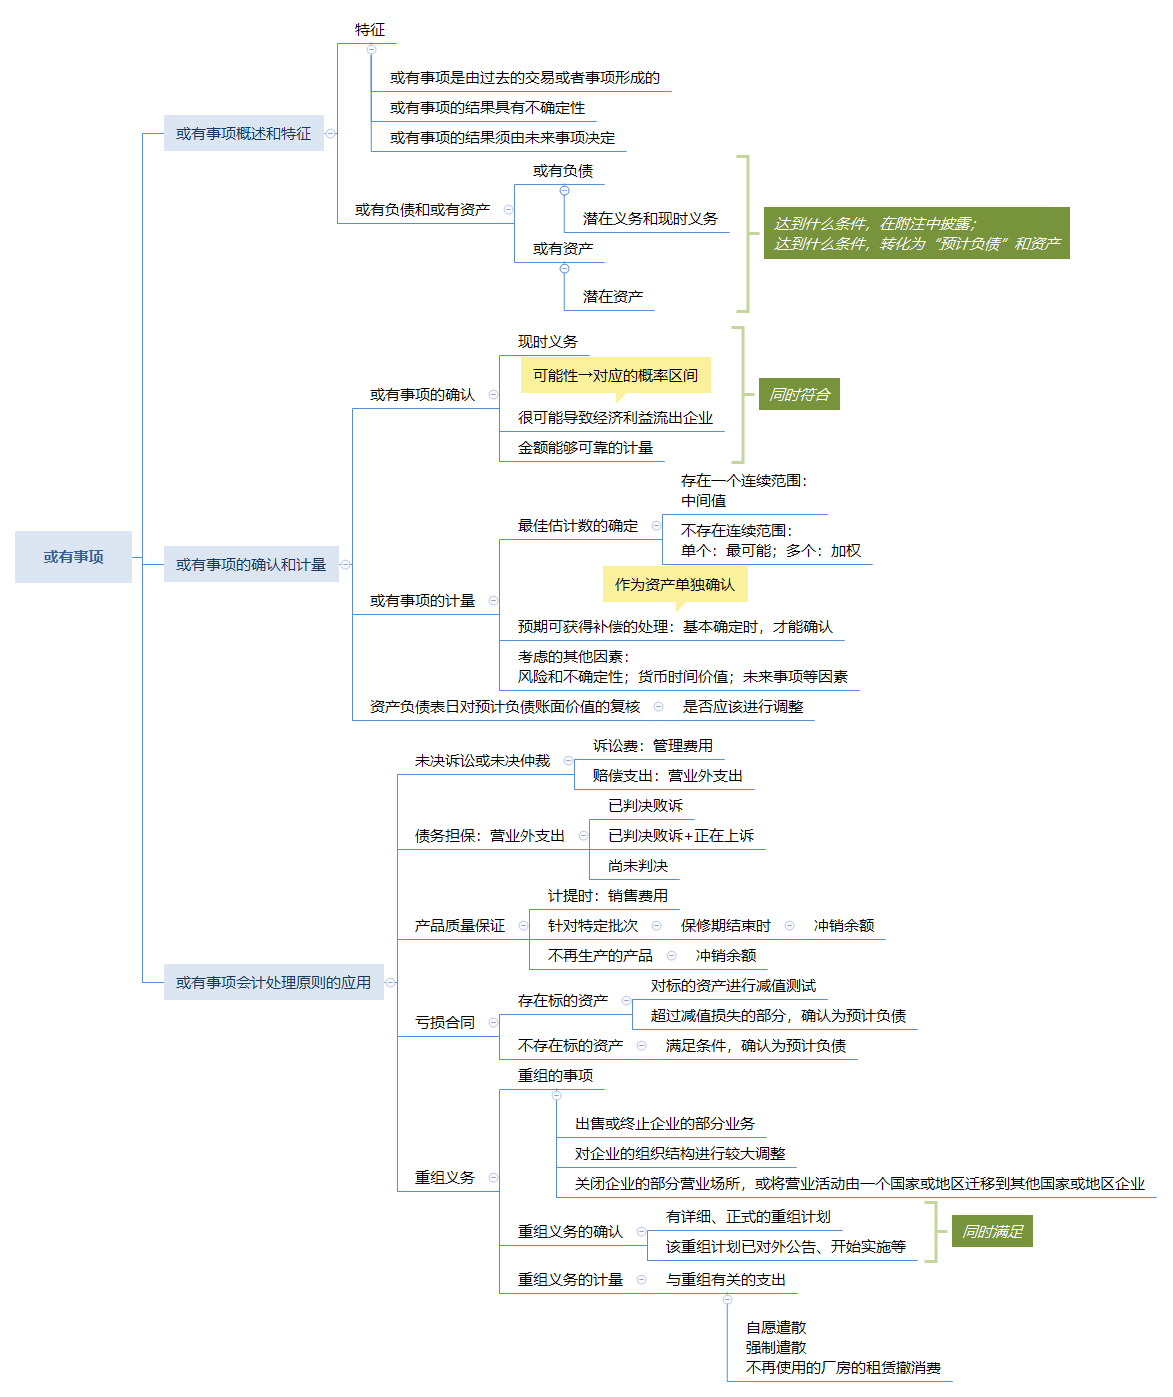 特征
或有事项是由过去的交易或者事项形成的
或有事项的结果具有不确定性
或有事项的结果须由未来事项决定
或有事项概述和特征
或有负债
或有负债和或有资产
潜在义务和现时义务
或有资产
潜在资产
达到什么条件，在附注中披露；
达到什么条件，转化为“预计负债”和资产
现时义务
可能性→对应的概率区间
或有事项的确认
很可能导致经济利益流出企业
金额能够可靠的计量
同时符合
存在一个连续范围：
中间值
最佳估计数的确定
不存在连续范围：
单个：最可能；多个：加权
或有事项
或有事项的确认和计量
作为资产单独确认
或有事项的计量
预期可获得补偿的处理：基本确定时，才能确认
考虑的其他因素：
风险和不确定性；货币时间价值；未来事项等因素
资产负债表日对预计负债账面价值的复核
是否应该进行调整
诉讼费：管理费用
未决诉讼或未决仲裁
赔偿支出：营业外支出
已判决败诉
债务担保：营业外支出
已判决败诉+正在上诉
尚未判决
计提时：销售费用
产品质量保证
针对特定批次
保修期结束时
冲销余额
不再生产的产品
冲销余额
或有事项会计处理原则的应用
对标的资产进行减值测试
存在标的资产
超过减值损失的部分，确认为预计负债
亏损合同
不存在标的资产
满足条件，确认为预计负债
重组的事项
出售或终止企业的部分业务
对企业的组织结构进行较大调整
重组义务
关闭企业的部分营业场所，或将营业活动由一个国家或地区迁移到其他国家或地区企业
有详细、正式的重组计划
重组义务的确认
该重组计划已对外公告、开始实施等
同时满足
重组义务的计量
与重组有关的支出
自愿遣散
强制遣散
不再使用的厂房的租赁撤消费